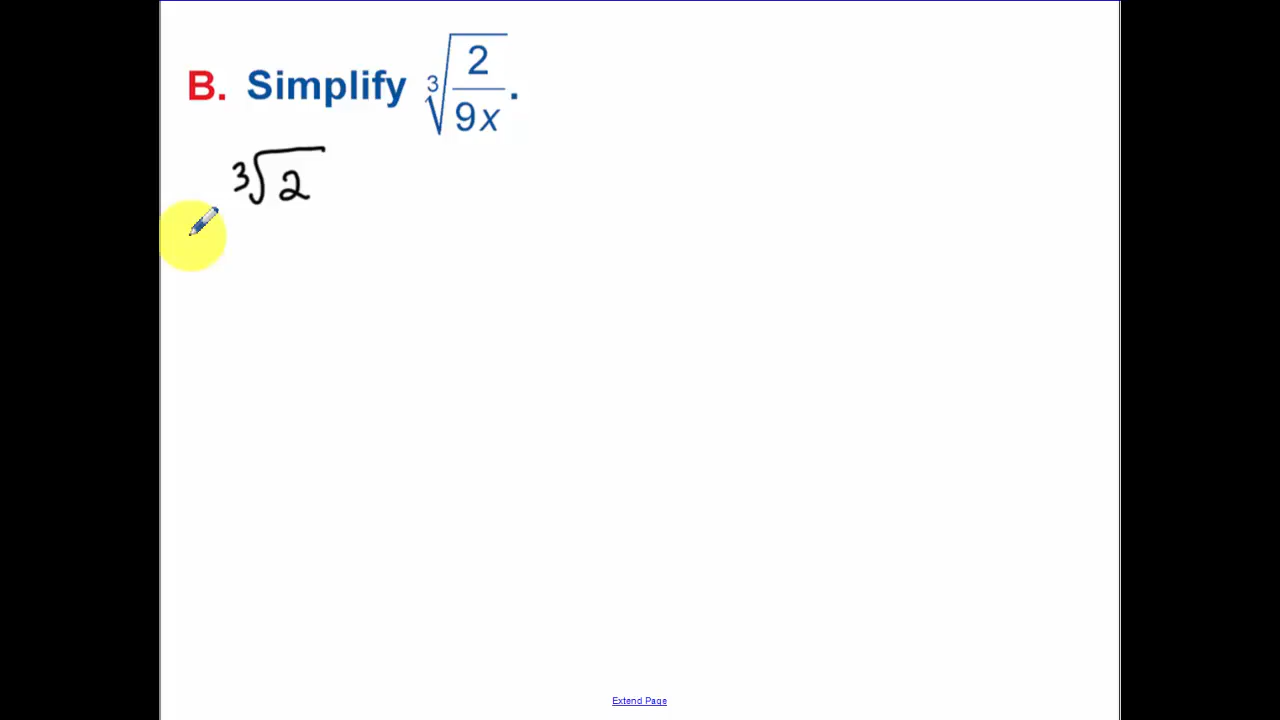 B. Simplify ∛(2/9x).
∛2
Extend Page